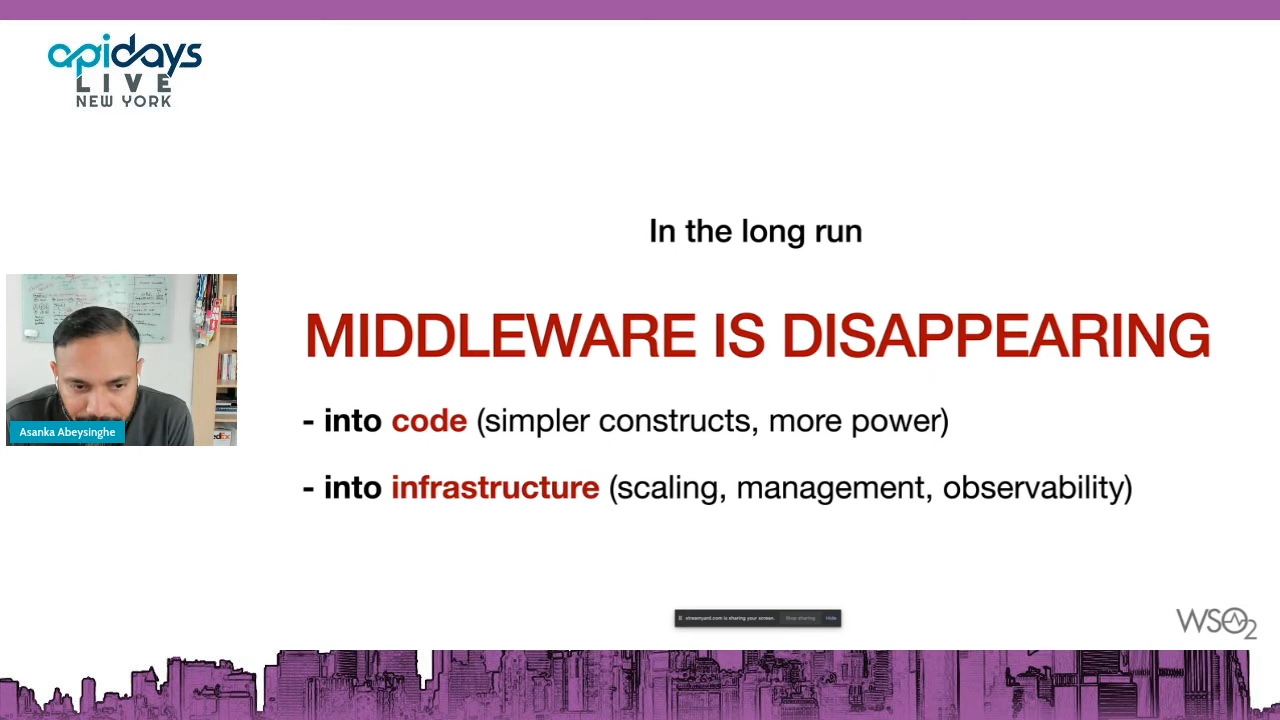 apidays
LIVE
NEW YORK
In the long run
MIDDLEWARE IS DISAPPEARING
- into code (simpler constructs, more power)
- into infrastructure (scaling, management, observability)
Asanka Abeysinghe
streamyard.com is sharing your screen. Stop sharing Hide
WSO2